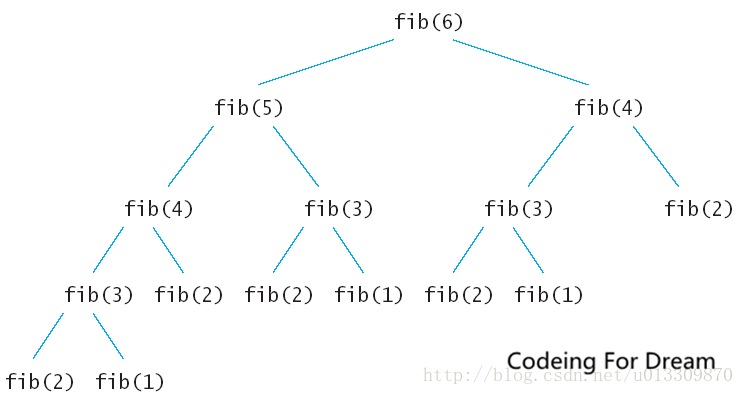 fib(6)
fib(5) fib(4)
fib(4) fib(3) fib(3) fib(2)
fib(3) fib(2) fib(2) fib(1) fib(2) fib(1)
fib(2) fib(1)
Codeing For Dream
http://blog.csdn.net/u013309870